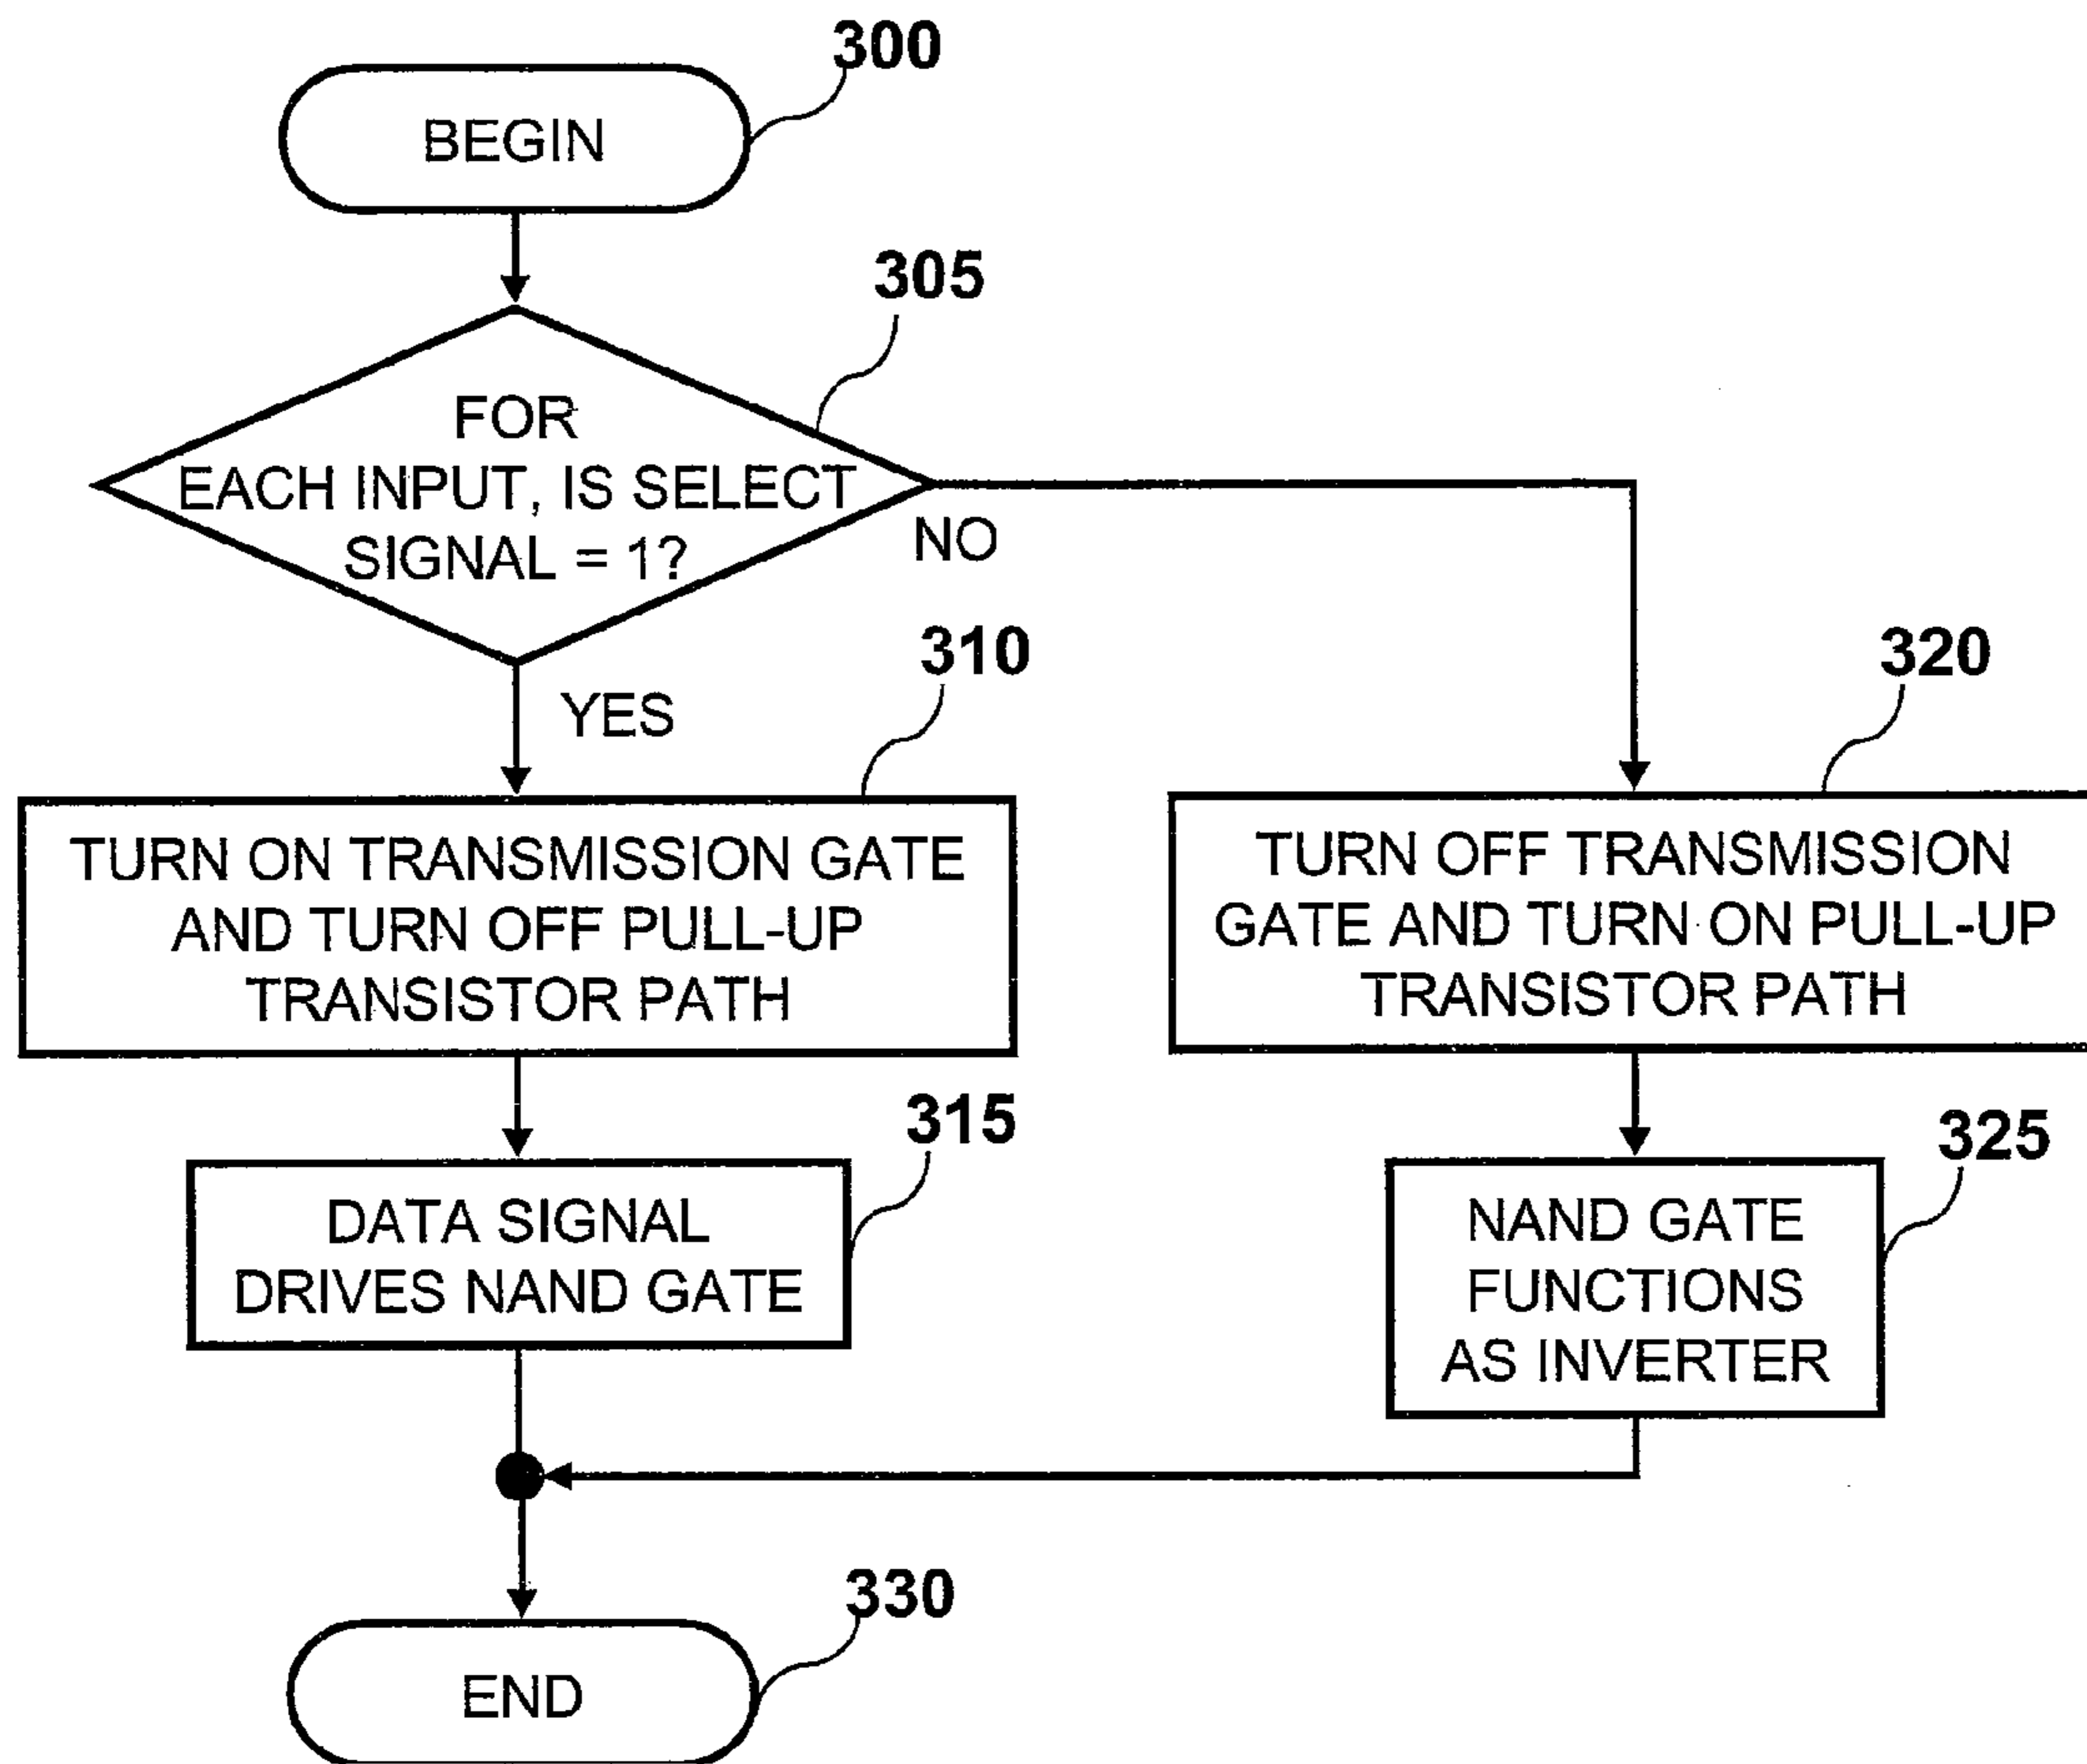 300
BEGIN
305
FOR
EACH INPUT, IS SELECT
SIGNAL = 1?
NO
YES
310
TURN ON TRANSMISSION GATE
AND TURN OFF PULL-UP
TRANSISTOR PATH
320
TURN OFF TRANSMISSION
GATE AND TURN ON PULL-UP
TRANSISTOR PATH
315
DATA SIGNAL
DRIVES NAND GATE
325
NAND GATE
FUNCTIONS
AS INVERTER
330
END